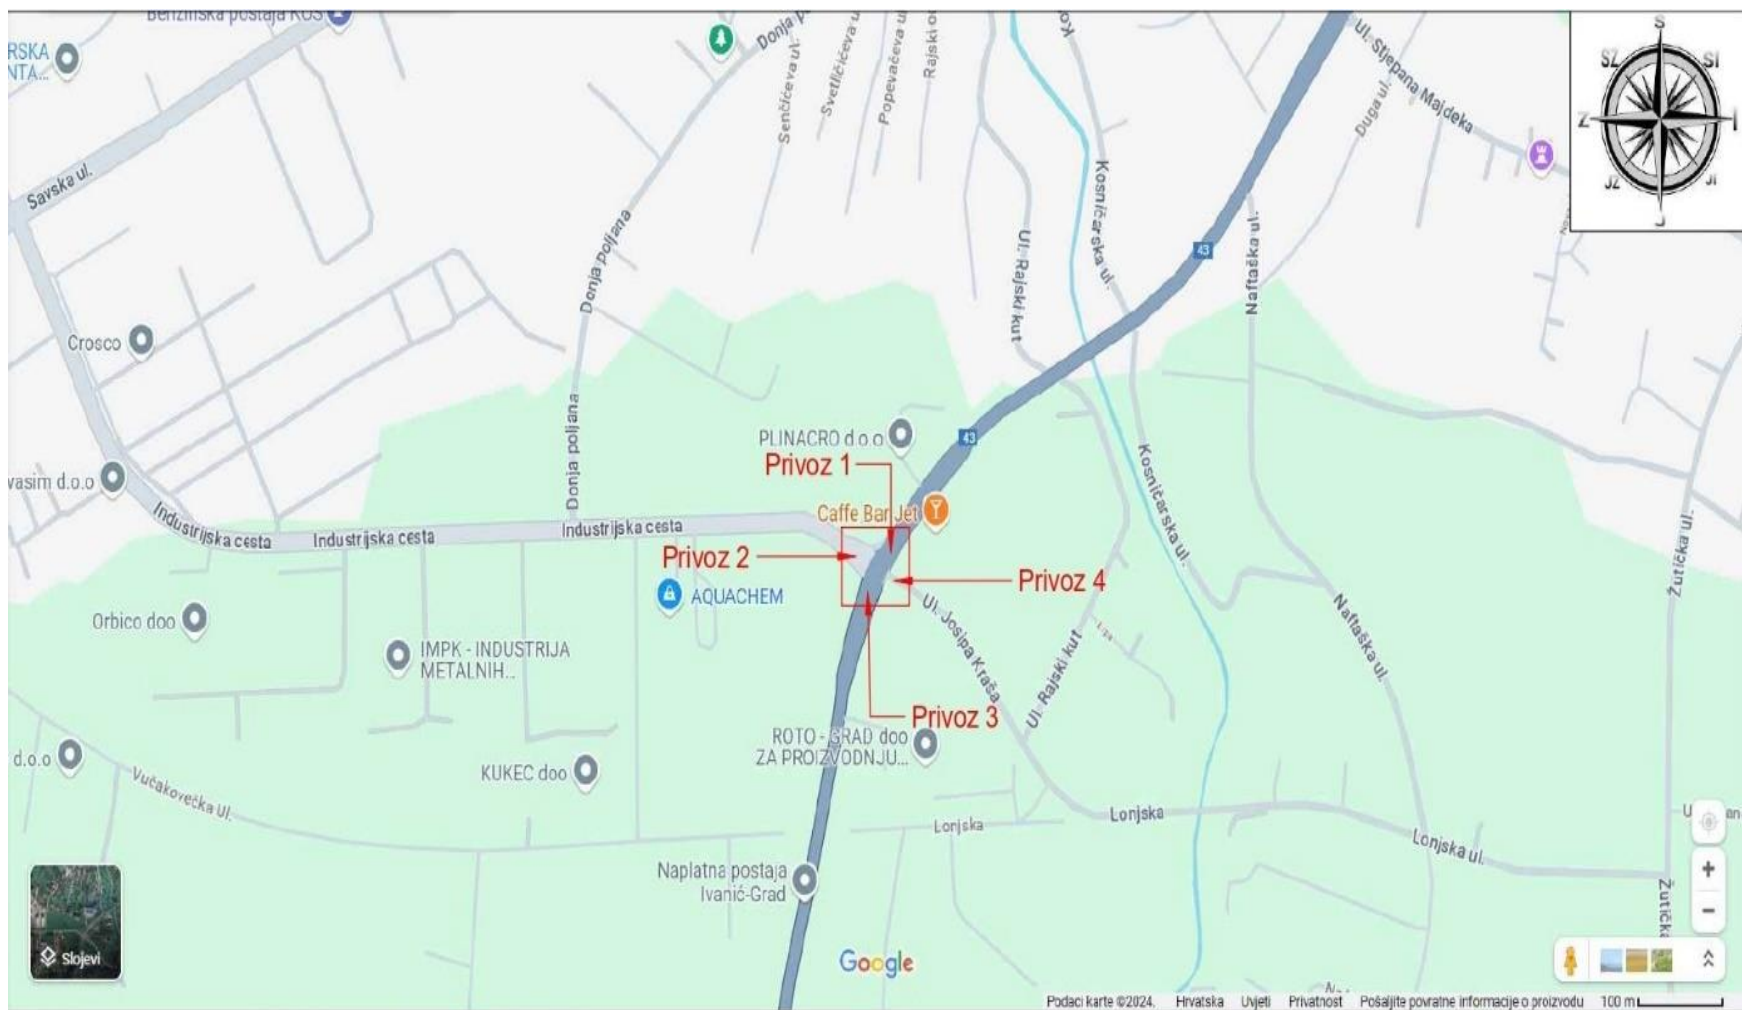 Benzinska postaja KOS
RSKA
NTA...
Savska ul.
Donja po
Senčićeva ul.
Svetličićeva u
Popevačeva u
Rajski o
Ko
Ul. Stjepana Majdeka
Duga ul.
S
SZ
SI
Z
I
JZ
JI
J
Donja poljana
Ul. Rajski kut
Kosničarska ul.
43
Naftaška ul.
Crosco
vasim d.o.o
Donja poljana
PLINACRO d.o.o
43
Privoz 1
Caffe Bar Jet
Industrijska cesta
Industrijska cesta
Industrijska cesta
Privoz 2
Privoz 4
Kosničarska ul.
Žutička ul.
AQUACHEM
Orbico doo
IMPK - INDUSTRIJA
METALNIH...
Ul. Josipa Kraša
Ul. Rajski kut
Naftaška ul.
Privoz 3
ROTO - GRAD doo
ZA PROIZVODNJU...
d.o.o
KUKEC doo
Vučakovečka Ul.
Lonjska
Lonjska
Lonjska ul.
Naplatna postaja
Ivanić-Grad
Žutička
Slojevi
Google
Podaci karte ©2024. Hrvatska Uvjeti Privatnost Pošaljite povratne informacije o proizvodu 100 m